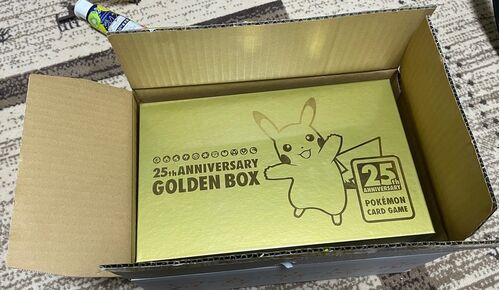 25th ANNIVERSARY
GOLDEN BOX
25th
ANNIVERSARY
POKÉMON
CARD GAME